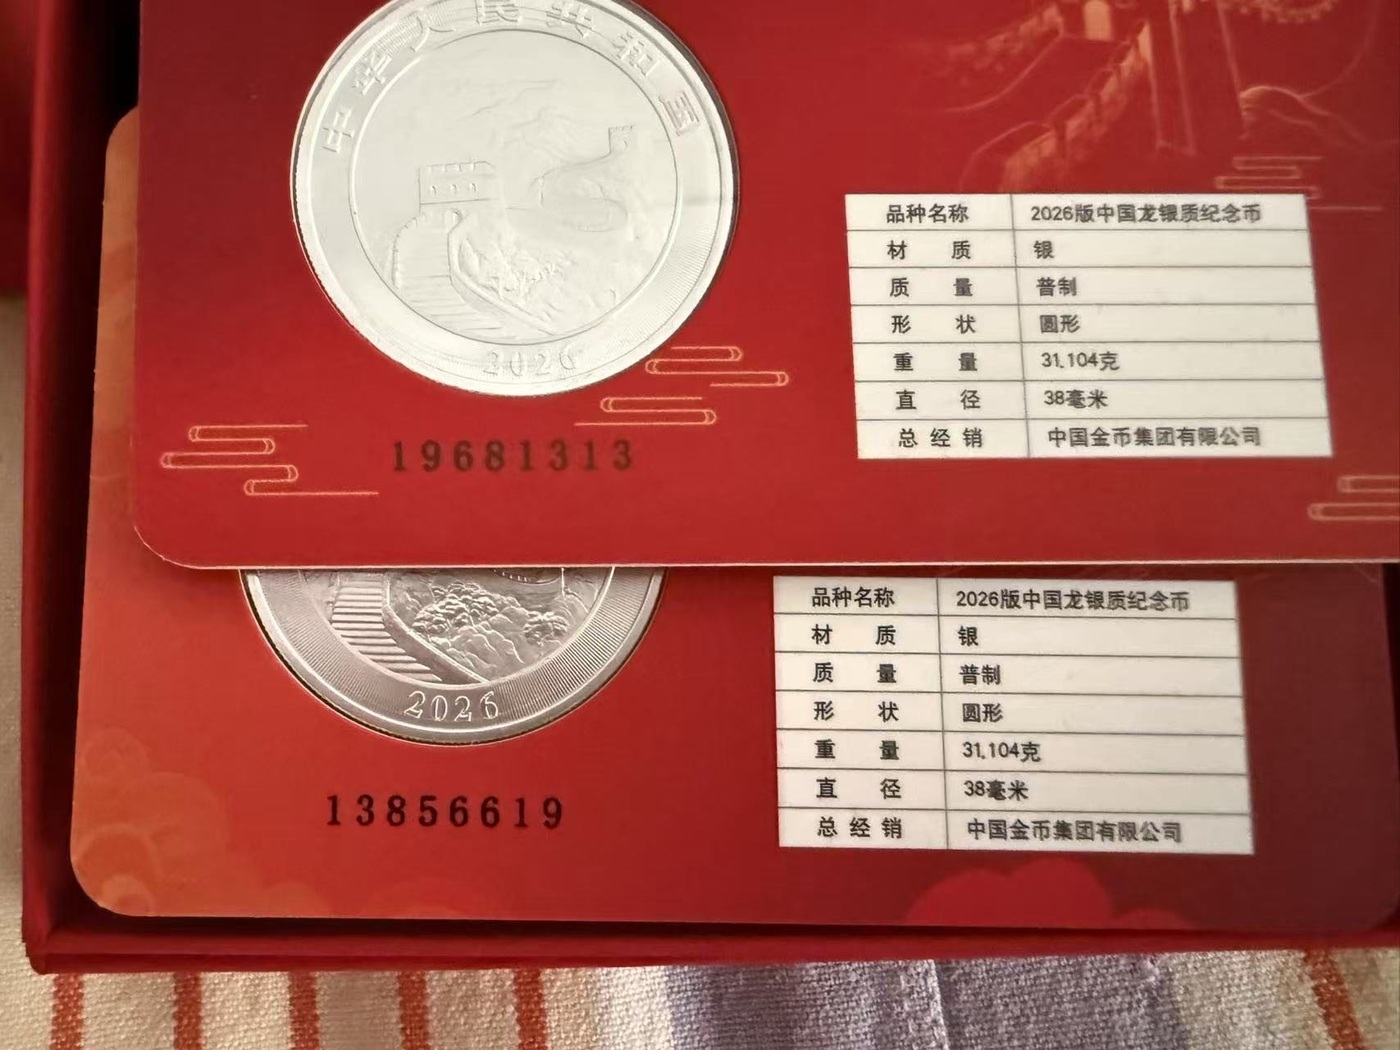 中华人民共和国
2026
19681313
品种名称 2026版中国龙银质纪念币
材 质 银
质 量 普制
形 状 圆形
重 量 31.104克
直 径 38毫米
总经销 中国金币集团有限公司
2026
13856619
品种名称 2026版中国龙银质纪念币
材 质 银
质 量 普制
形 状 圆形
重 量 31.104克
直 径 38毫米
总经销 中国金币集团有限公司